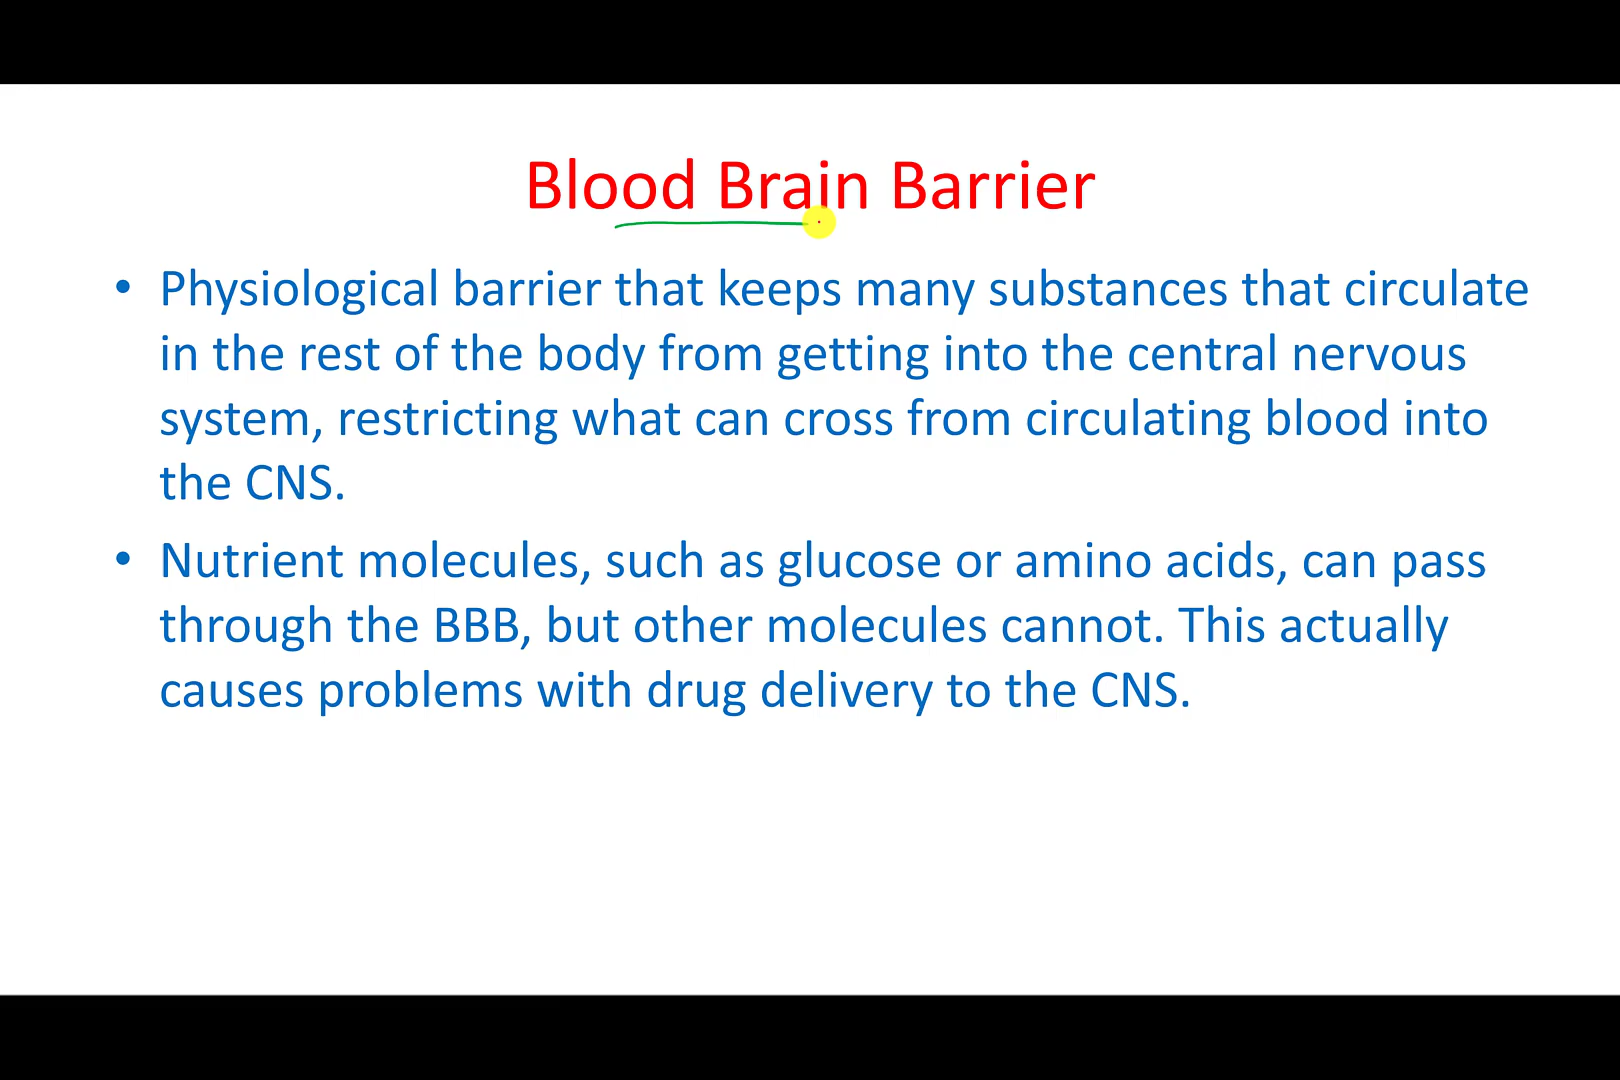 Blood Brain Barrier
• Physiological barrier that keeps many substances that circulate
in the rest of the body from getting into the central nervous
system, restricting what can cross from circulating blood into
the CNS.
• Nutrient molecules, such as glucose or amino acids, can pass
through the BBB, but other molecules cannot. This actually
causes problems with drug delivery to the CNS.